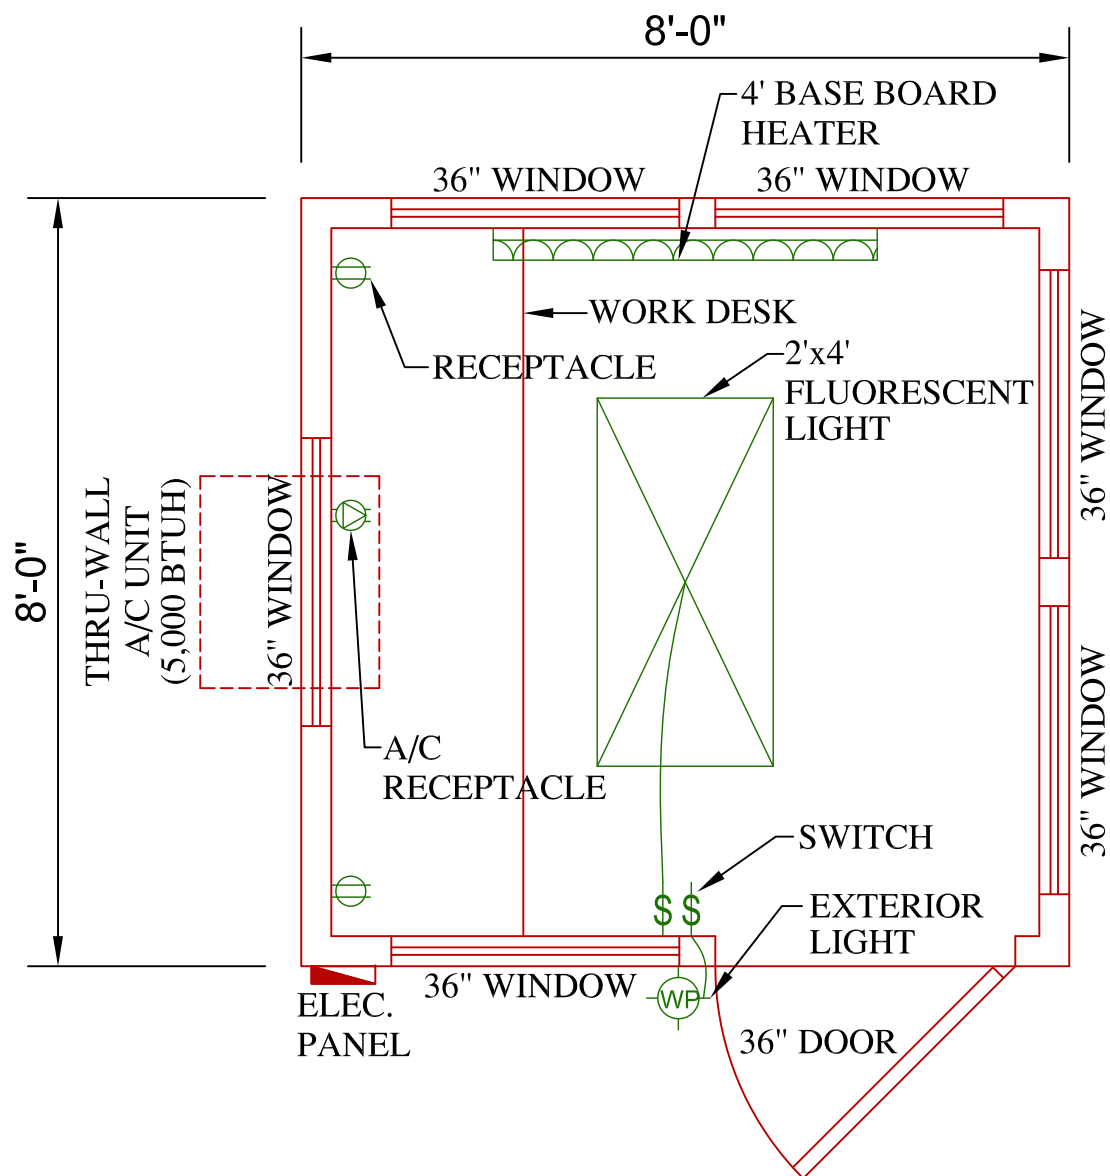 8'-0"
4' BASE BOARD
HEATER
36" WINDOW
36" WINDOW
WORK DESK
RECEPTACLE
2'x4'
FLUORESCENT
LIGHT
36" WINDOW
8'-0"
THRU-WALL
A/C UNIT
(5,000 BTUH)
36" WINDOW
A/C
RECEPTACLE
36" WINDOW
SWITCH
$ $
EXTERIOR
LIGHT
36" WINDOW
WP
ELEC.
PANEL
36" DOOR